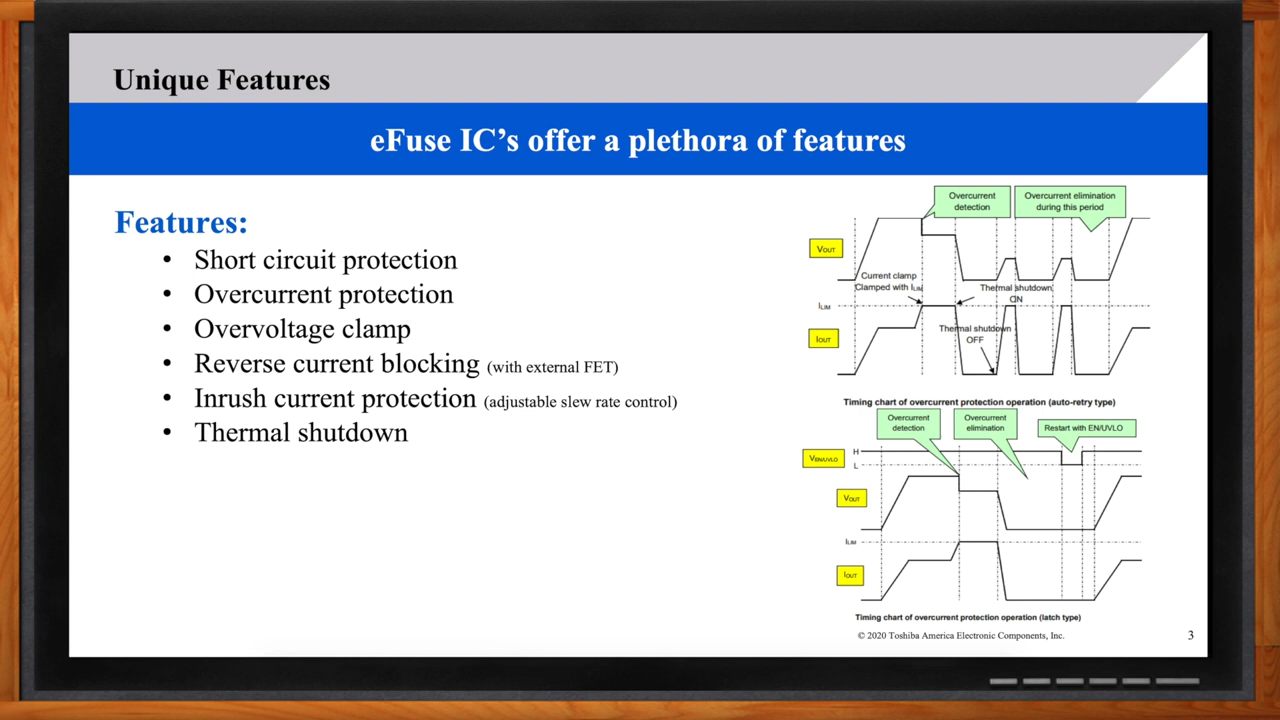 Unique Features
eFuse IC’s offer a plethora of features
Features:
• Short circuit protection
• Overcurrent protection
• Overvoltage clamp
• Reverse current blocking (with external FET)
• Inrush current protection (adjustable slew rate control)
• Thermal shutdown
Overcurrent
detection
Overcurrent elimination
during this period
VOUT
Current clamp
Clamped with ILIM
Thermal shutdown
ON
ILIM
Thermal shutdown
OFF
IOUT
Timing chart of overcurrent protection operation (auto-retry type)
Overcurrent
detection
Overcurrent
elimination
Restart with EN/UVLO
VEN/UVLO
H
L
VOUT
ILIM
IOUT
Timing chart of overcurrent protection operation (latch type)
© 2020 Toshiba America Electronic Components, Inc.
3